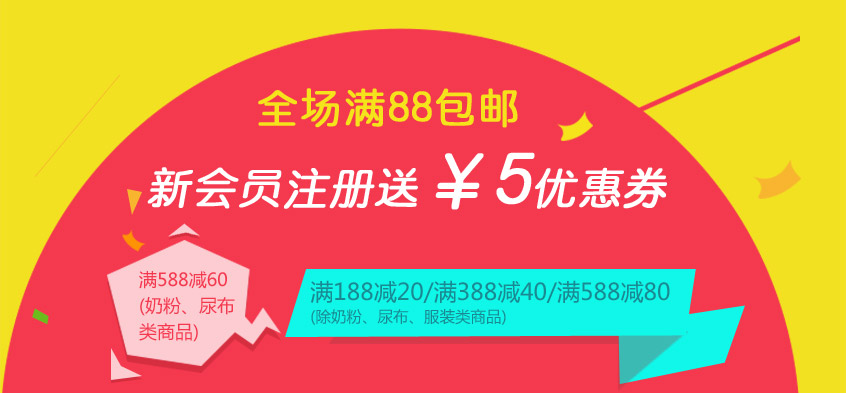 全场满88包邮
新会员注册送￥5优惠券
满588减60
(奶粉、尿布
类商品)
满188减20/满388减40/满588减80
(除奶粉、尿布、服装类商品)